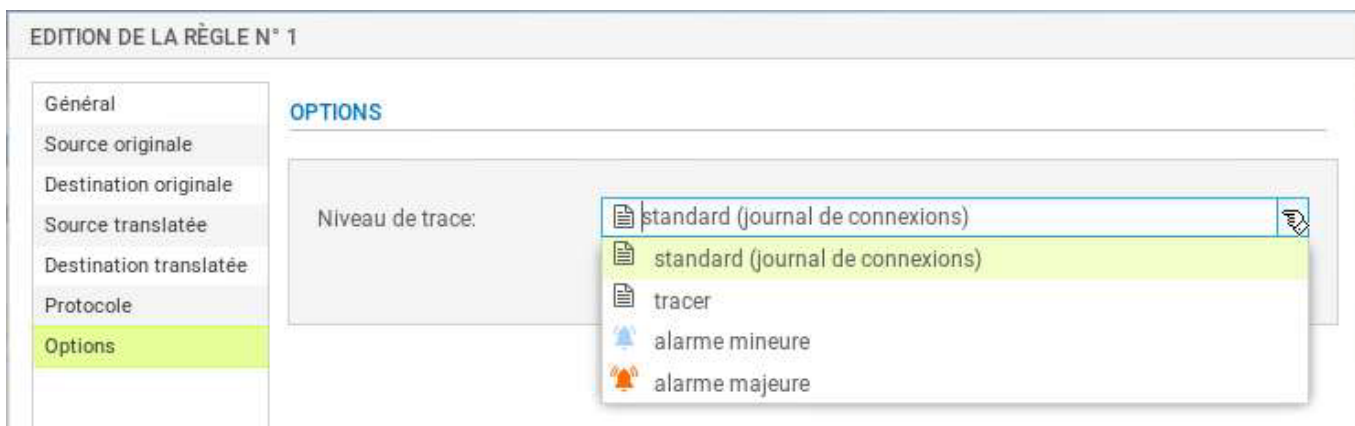 EDITION DE LA RÈGLE N° 1
Général
Source originale
Destination originale
Source translatée
Destination translatée
Protocole
Options
OPTIONS
Niveau de trace:
standard (journal de connexions)
standard (journal de connexions)
tracer
alarme mineure
alarme majeure